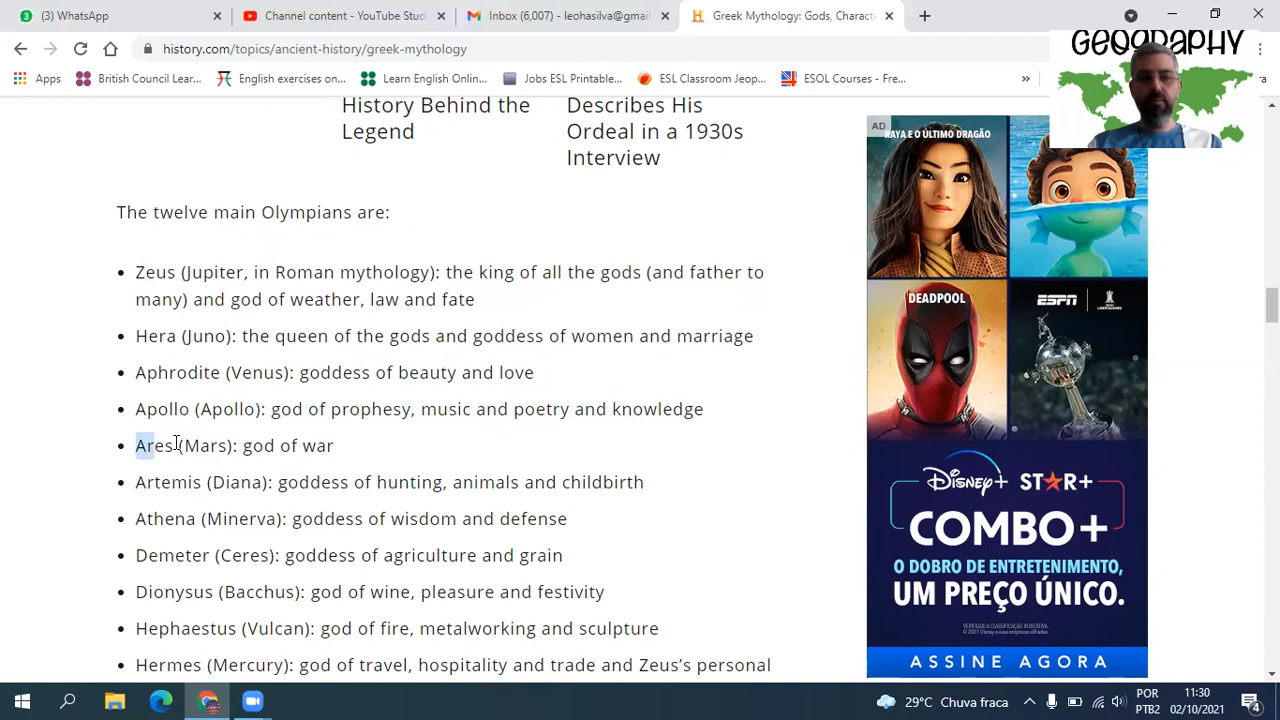 Champions - YouTube Stud
Inbox (6,007) - leohasilva@gmail
Greek Mythology: Gods, Charact
history.com/topics/ancient-history/greek-mythology
GEOGRAPHY
Apps
British Council Lear...
English exercises on...
Learn English Onlin...
Jobs ESL Printable...
ESL Classroom Jeop...
ESOL Courses - Fre...
»
History Behind the
Legend
Describes His
Ordeal in a 1930s
Interview
The twelve main Olympians are:
• Zeus (Jupiter, in Roman mythology): the king of all the gods (and father to
many) and god of weather, law and fate
• Hera (Juno): the queen of the gods and goddess of women and marriage
• Aphrodite (Venus): goddess of beauty and love
• Apollo (Apollo): god of prophesy, music and poetry and knowledge
• Ares (Mars): god of war
• Artemis (Diana): goddess of hunting, animals and childbirth
• Athena (Minerva): goddess of wisdom and defense
• Demeter (Ceres): goddess of agriculture and grain
• Dionysus (Bacchus): god of wine, pleasure and festivity
• Hephaestus (Vulcan): god of fire, metalworking and sculpture
• Hermes (Mercury): god of travel, hospitality and trade and Zeus's personal
AD
RAYA E O ÚLTIMO DRAGÃO
DEADPOOL
ESPN
Disney+ STAR+
COMBO+
O DOBRO DE ENTRETENIMENTO,
UM PREÇO ÚNICO.
VERIFIQUE A CLASSIFICAÇÃO INDICATIVA.
ASSINE AGORA
29°C Chuva fraca
POR
PTB2
11:30
02/10/2021
4